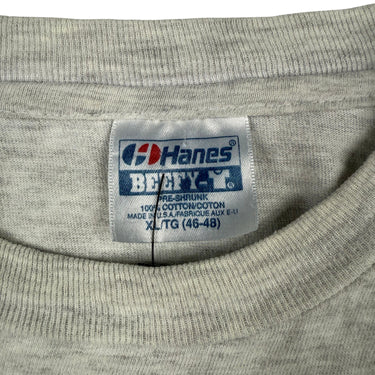 Hanes®
BEEFY-T®
PRE-SHRUNK
100% COTTON/COTON
MADE IN U.S.A./FABRIQUE AUX E-U
XL/TG (46-48)